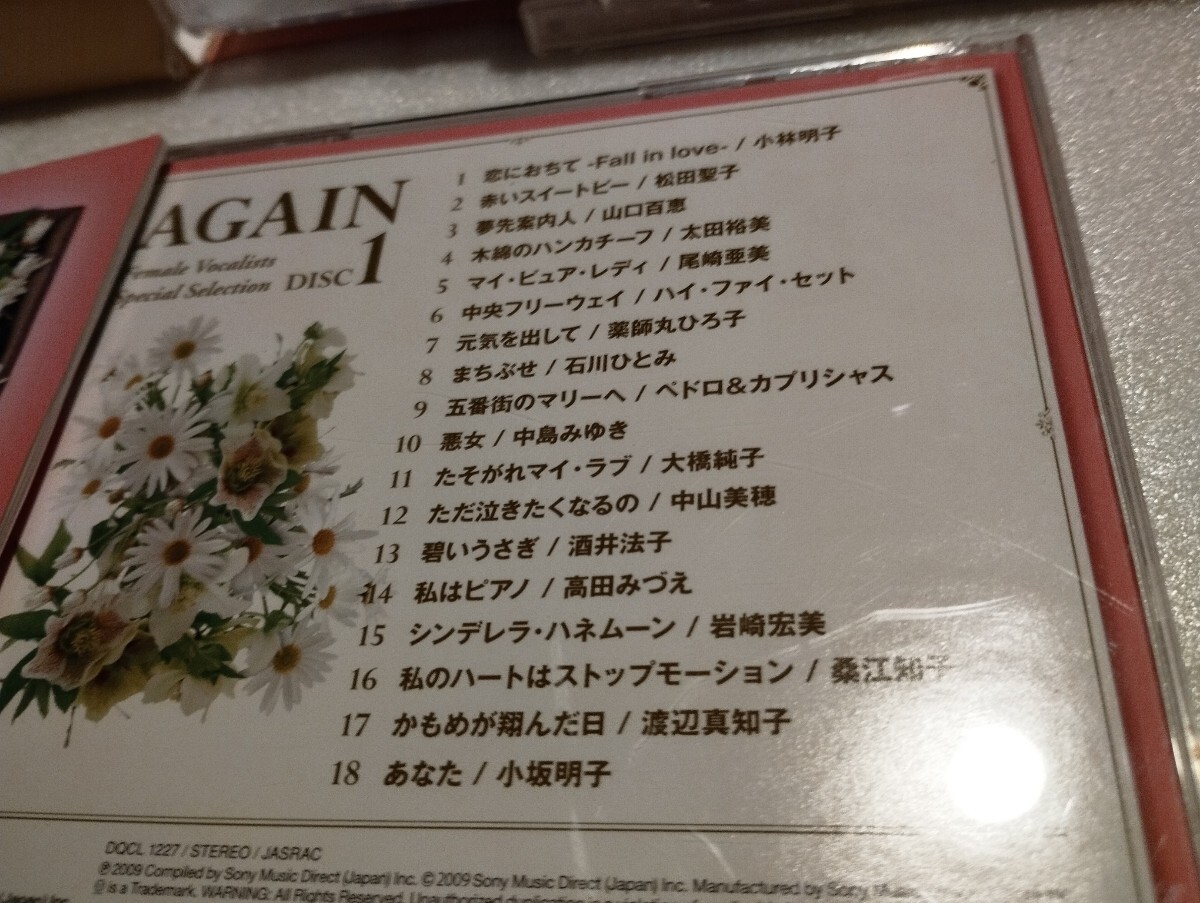 AGAIN
Female Vocalists
Special Selection DISC 1
1 恋におちて -Fall in love- / 小林明子
2 赤いスイートピー / 松田聖子
3 夢先案内人 / 山口百恵
4 木綿のハンカチーフ / 太田裕美
5 マイ・ピュア・レディ / 尾崎亜美
6 中央フリーウェイ / ハイ・ファイ・セット
7 元気を出して / 薬師丸ひろ子
8 まちぶせ / 石川ひとみ
9 五番街のマリーへ / ペドロ&カプリシャス
10 悪女 / 中島みゆき
11 たそがれマイ・ラブ / 大橋純子
12 ただ泣きたくなるの / 中山美穂
13 碧いうさぎ / 酒井法子
14 私はピアノ / 高田みづえ
15 シンデレラ・ハネムーン / 岩崎宏美
16 私のハートはストップモーション / 桑江知子
17 かもめが翔んだ日 / 渡辺真知子
18 あなた / 小坂明子
DQCL 1227 / STEREO / JASRAC
℗ 2009 Compiled by Sony Music Direct (Japan) Inc. © 2009 Sony Music Direct (Japan) Inc. Manufactured by Sony
is a Trademark. WARNING: All Rights Reserved. Unauthorized duplication is